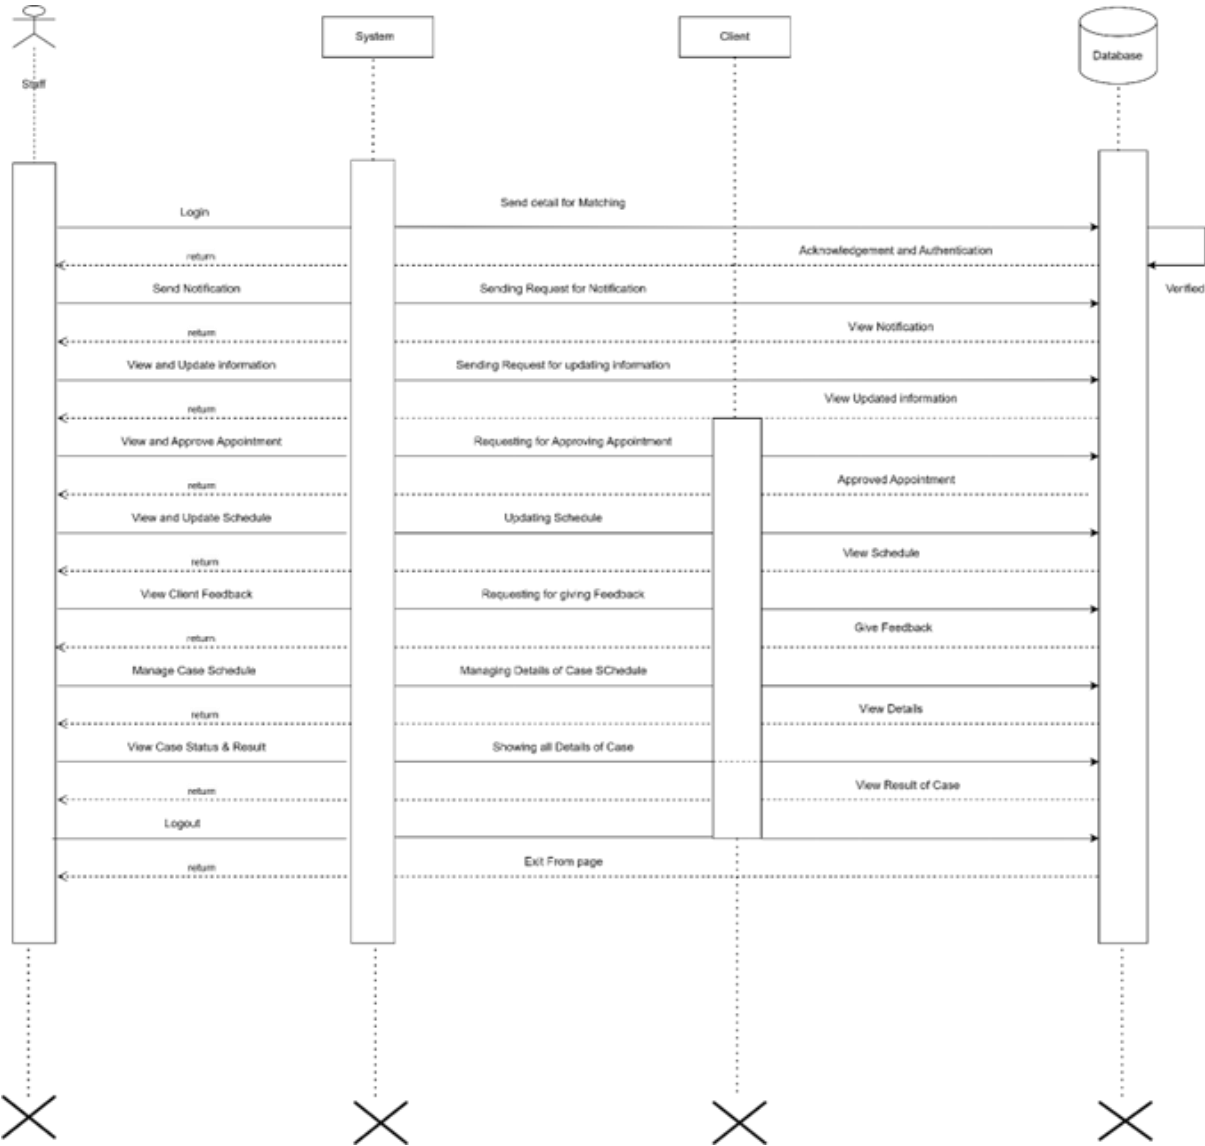 System
Client
Database
Staff
Login
Send detail for Matching
return
Acknowledgement and Authentication
Verified
Send Notification
Sending Request for Notification
return
View Notification
View and Update information
Sending Request for updating information
return
View Updated information
View and Approve Appointment
Requesting for Approving Appointment
return
Approved Appointment
View and Update Schedule
Updating Schedule
return
View Schedule
View Client Feedback
Requesting for giving Feedback
return
Give Feedback
Manage Case Schedule
Managing Details of Case SChedule
return
View Details
View Case Status & Result
Showing all Details of Case
return
View Result of Case
Logout
return
Exit From page